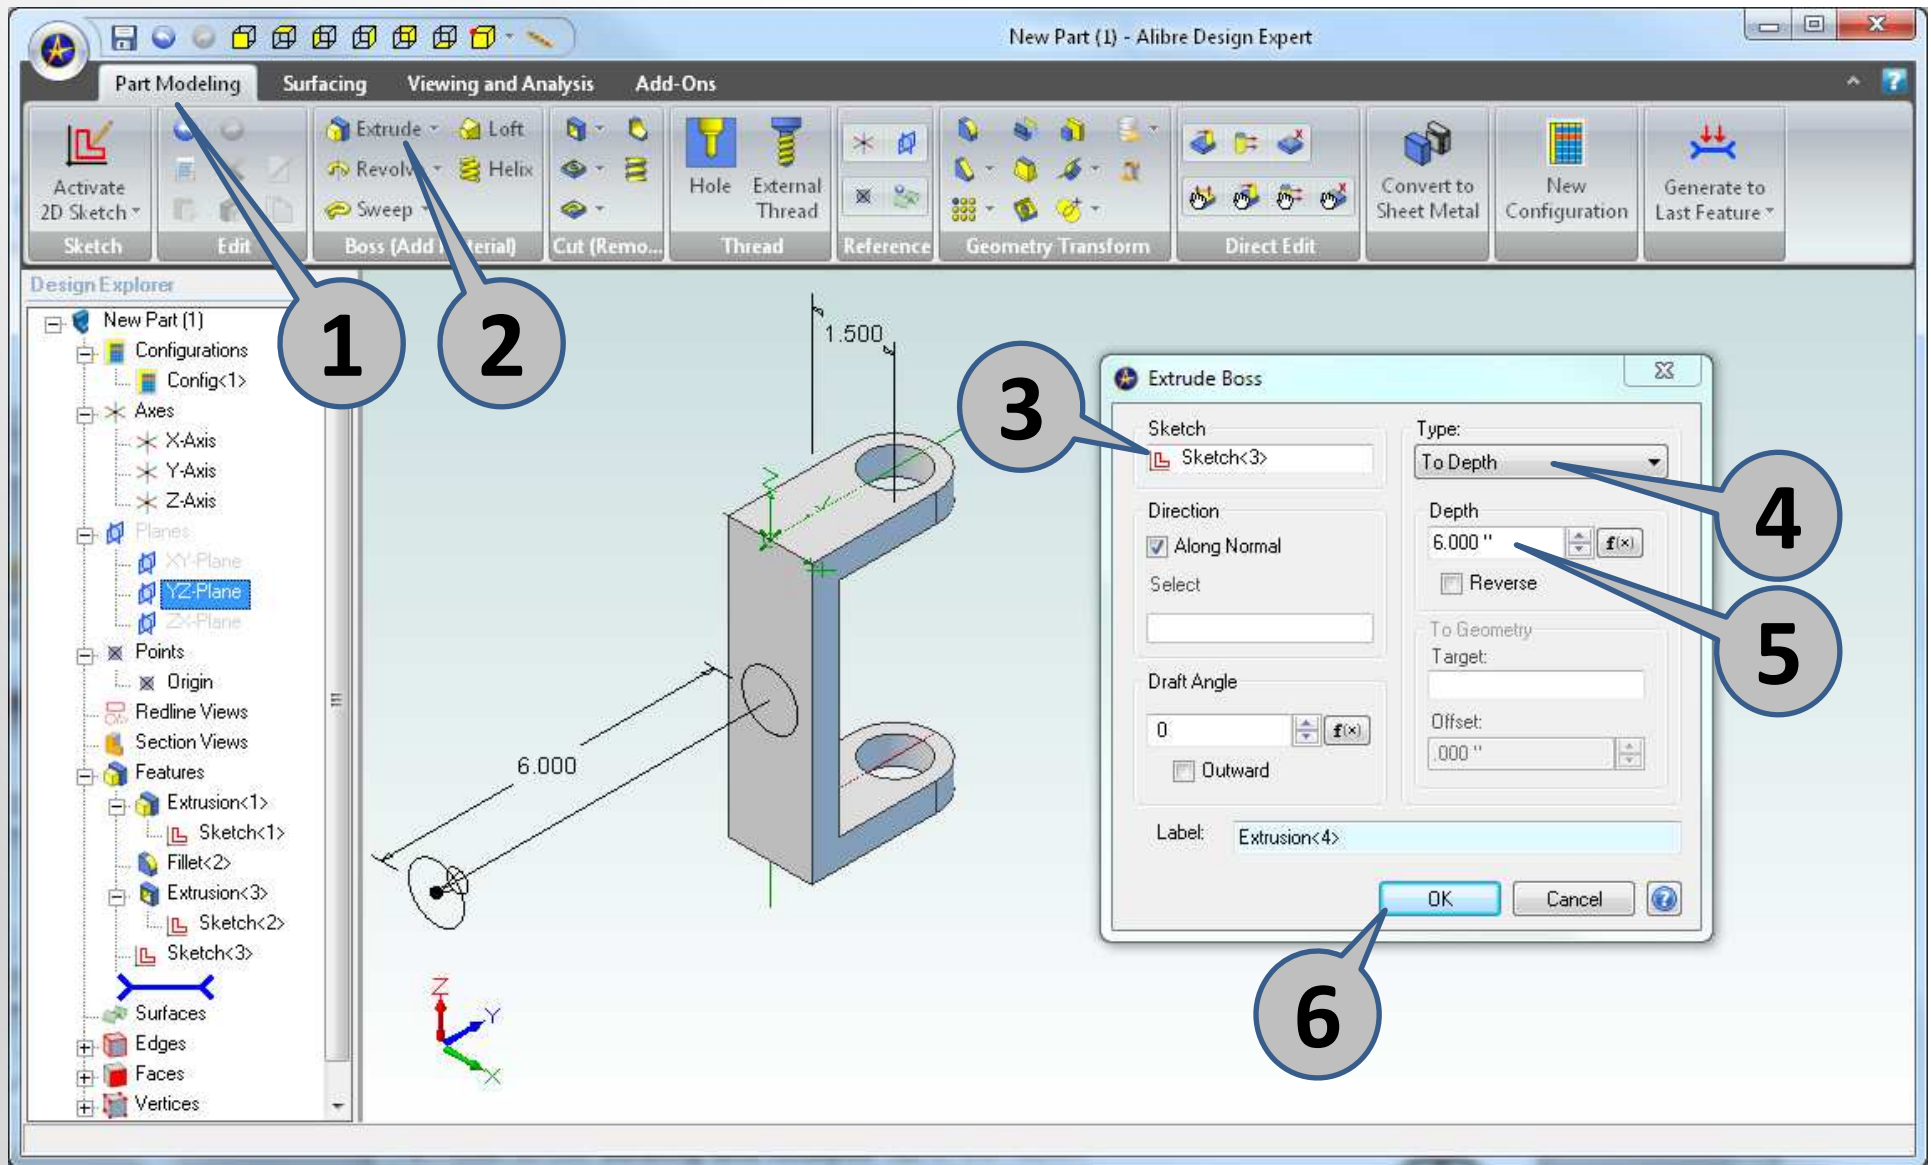 New Part (1) - Alibre Design Expert
Part Modeling Surfacing Viewing and Analysis Add-Ons
Activate
2D Sketch
Sketch
Edit
Extrude Loft
Helix
Sweep
Boss (Add
Cut (Remo...
Hole External
Thread
Thread
Reference
Geometry Transform
Direct Edit
Convert to
Sheet Metal
New
Configuration
Generate to
Last Feature
Design Explorer
New Part (1)
Configurations
Config<1>
Axes
X-Axis
Y-Axis
Z-Axis
Planes
XY-Plane
YZ-Plane
ZX-Plane
Points
Origin
Redline Views
Section Views
Features
Extrusion<1>
Sketch<1>
Fillet<2>
Extrusion<3>
Sketch<2>
Sketch<3>
Surfaces
Edges
Faces
Vertices
1
2
1.500
6.000
Z
Y
X
3
Extrude Boss
Sketch
Sketch<3>
Direction
Along Normal
Select
Draft Angle
0
f(x)
Outward
Type:
To Depth
Depth
6.000 "
f(x)
Reverse
To Geometry
Target:
Offset:
.000 "
Label: Extrusion<4>
OK Cancel
4
5
6